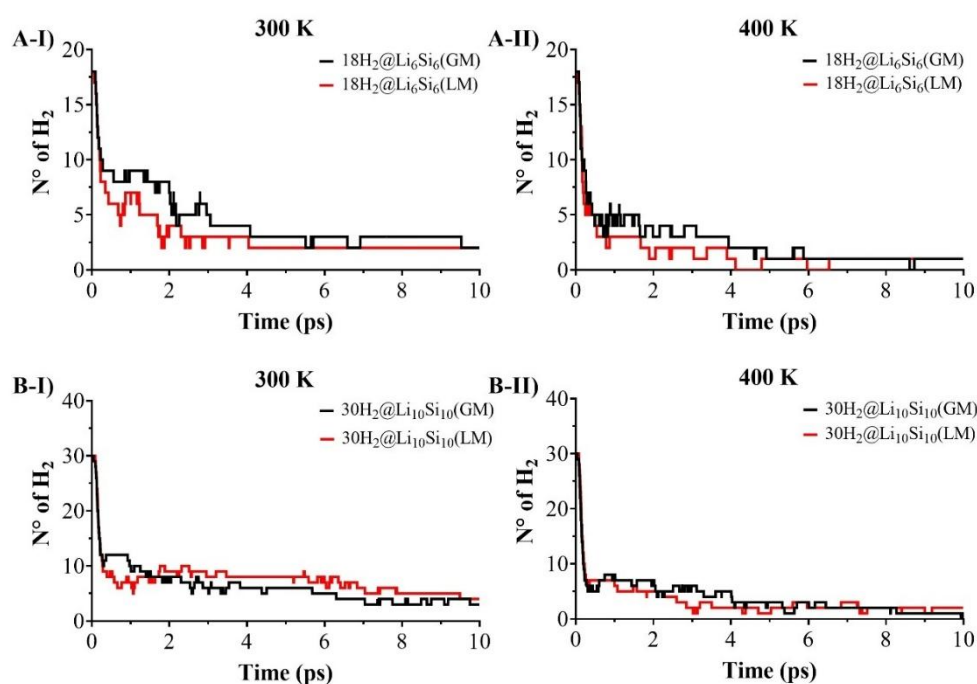 A-I)
300 K
18H₂@Li₆Si₆(GM)
18H₂@Li₆Si₆(LM)
N° of H₂
20
15
10
5
0
0 2 4 6 8 10
Time (ps)
A-II)
400 K
18H₂@Li₆Si₆(GM)
18H₂@Li₆Si₆(LM)
N° of H₂
20
15
10
5
0
0 2 4 6 8 10
Time (ps)
B-I)
300 K
30H₂@Li₁₀Si₁₀(GM)
30H₂@Li₁₀Si₁₀(LM)
N° of H₂
40
30
20
10
0
0 2 4 6 8 10
Time (ps)
B-II)
400 K
30H₂@Li₁₀Si₁₀(GM)
30H₂@Li₁₀Si₁₀(LM)
N° of H₂
40
30
20
10
0
0 2 4 6 8 10
Time (ps)